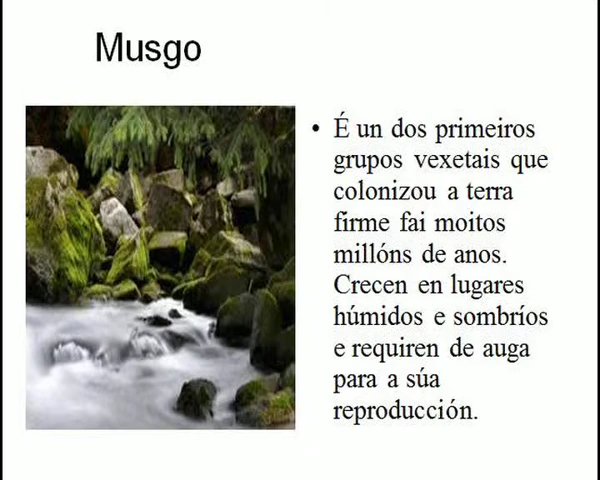 Musgo
• É un dos primeiros
grupos vexetais que
colonizou a terra
firme fai moitos
millóns de anos.
Crecen en lugares
húmidos e sombríos
e requiren de auga
para a súa
reproducción.